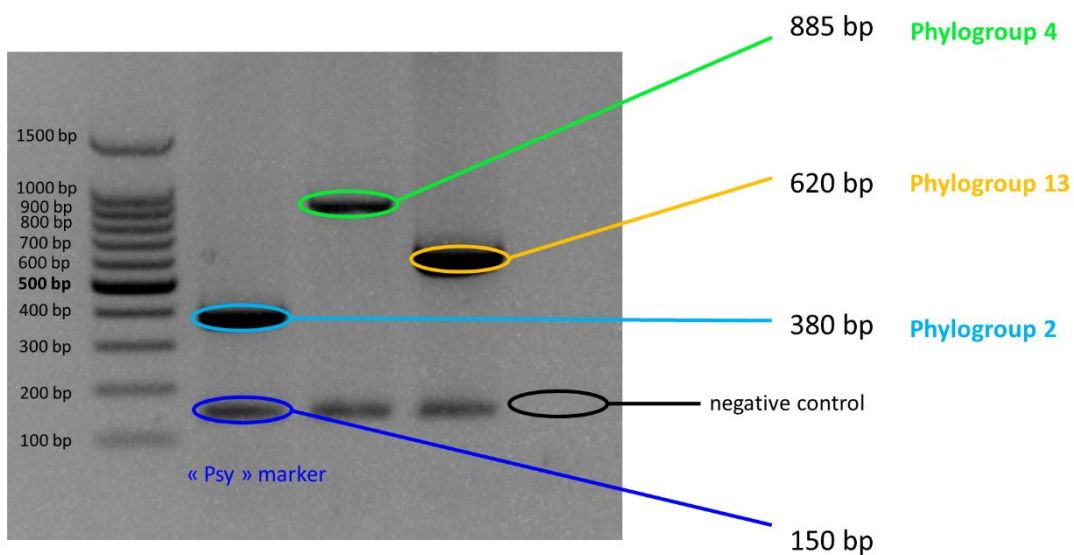 885 bp Phylogroup 4
1500 bp
1000 bp
900 bp
800 bp
700 bp
600 bp
500 bp
400 bp
300 bp
200 bp
100 bp
620 bp Phylogroup 13
380 bp Phylogroup 2
negative control
« Psy » marker
150 bp